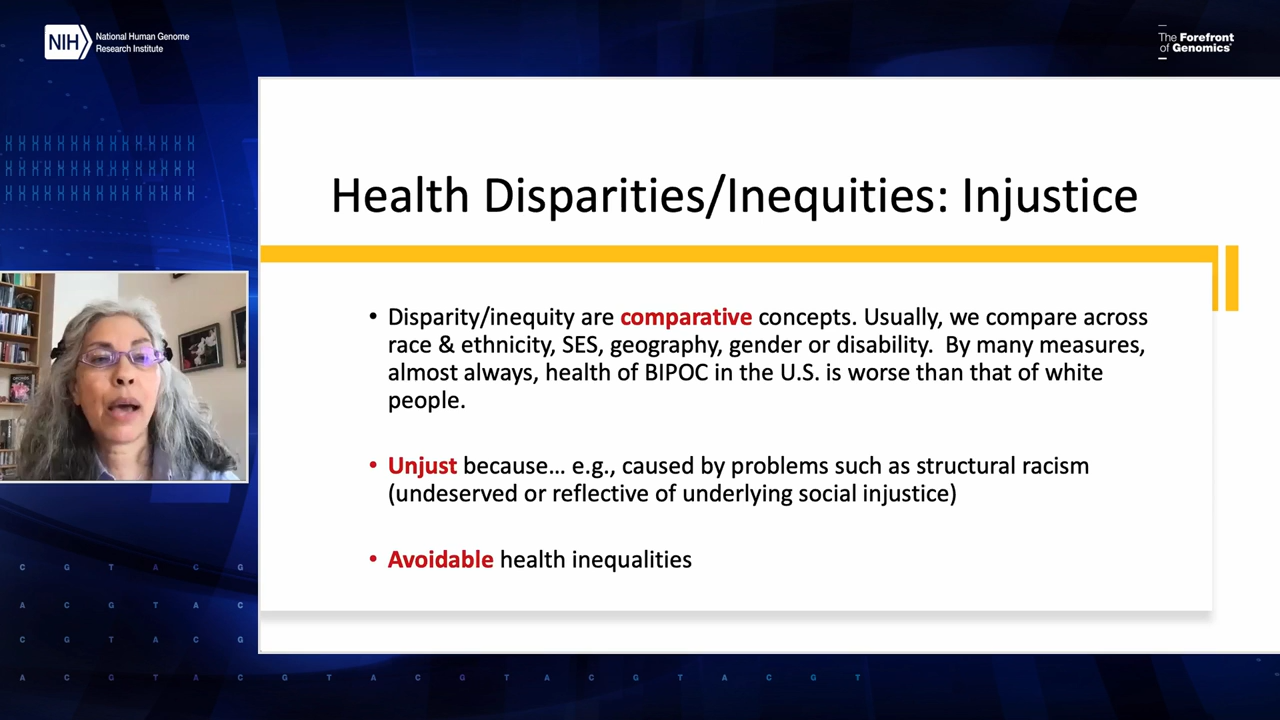 NIH
National Human Genome
Research Institute
The Forefront
of Genomics®
Health Disparities/Inequities: Injustice
• Disparity/inequity are comparative concepts. Usually, we compare across
race & ethnicity, SES, geography, gender or disability.  By many measures,
almost always, health of BIPOC in the U.S. is worse than that of white
people.
• Unjust because… e.g., caused by problems such as structural racism
(undeserved or reflective of underlying social injustice)
• Avoidable health inequalities
C G T A C G
A C G T A C
C G T A C G
A C G T A C G T A C G T A C G T A C G T